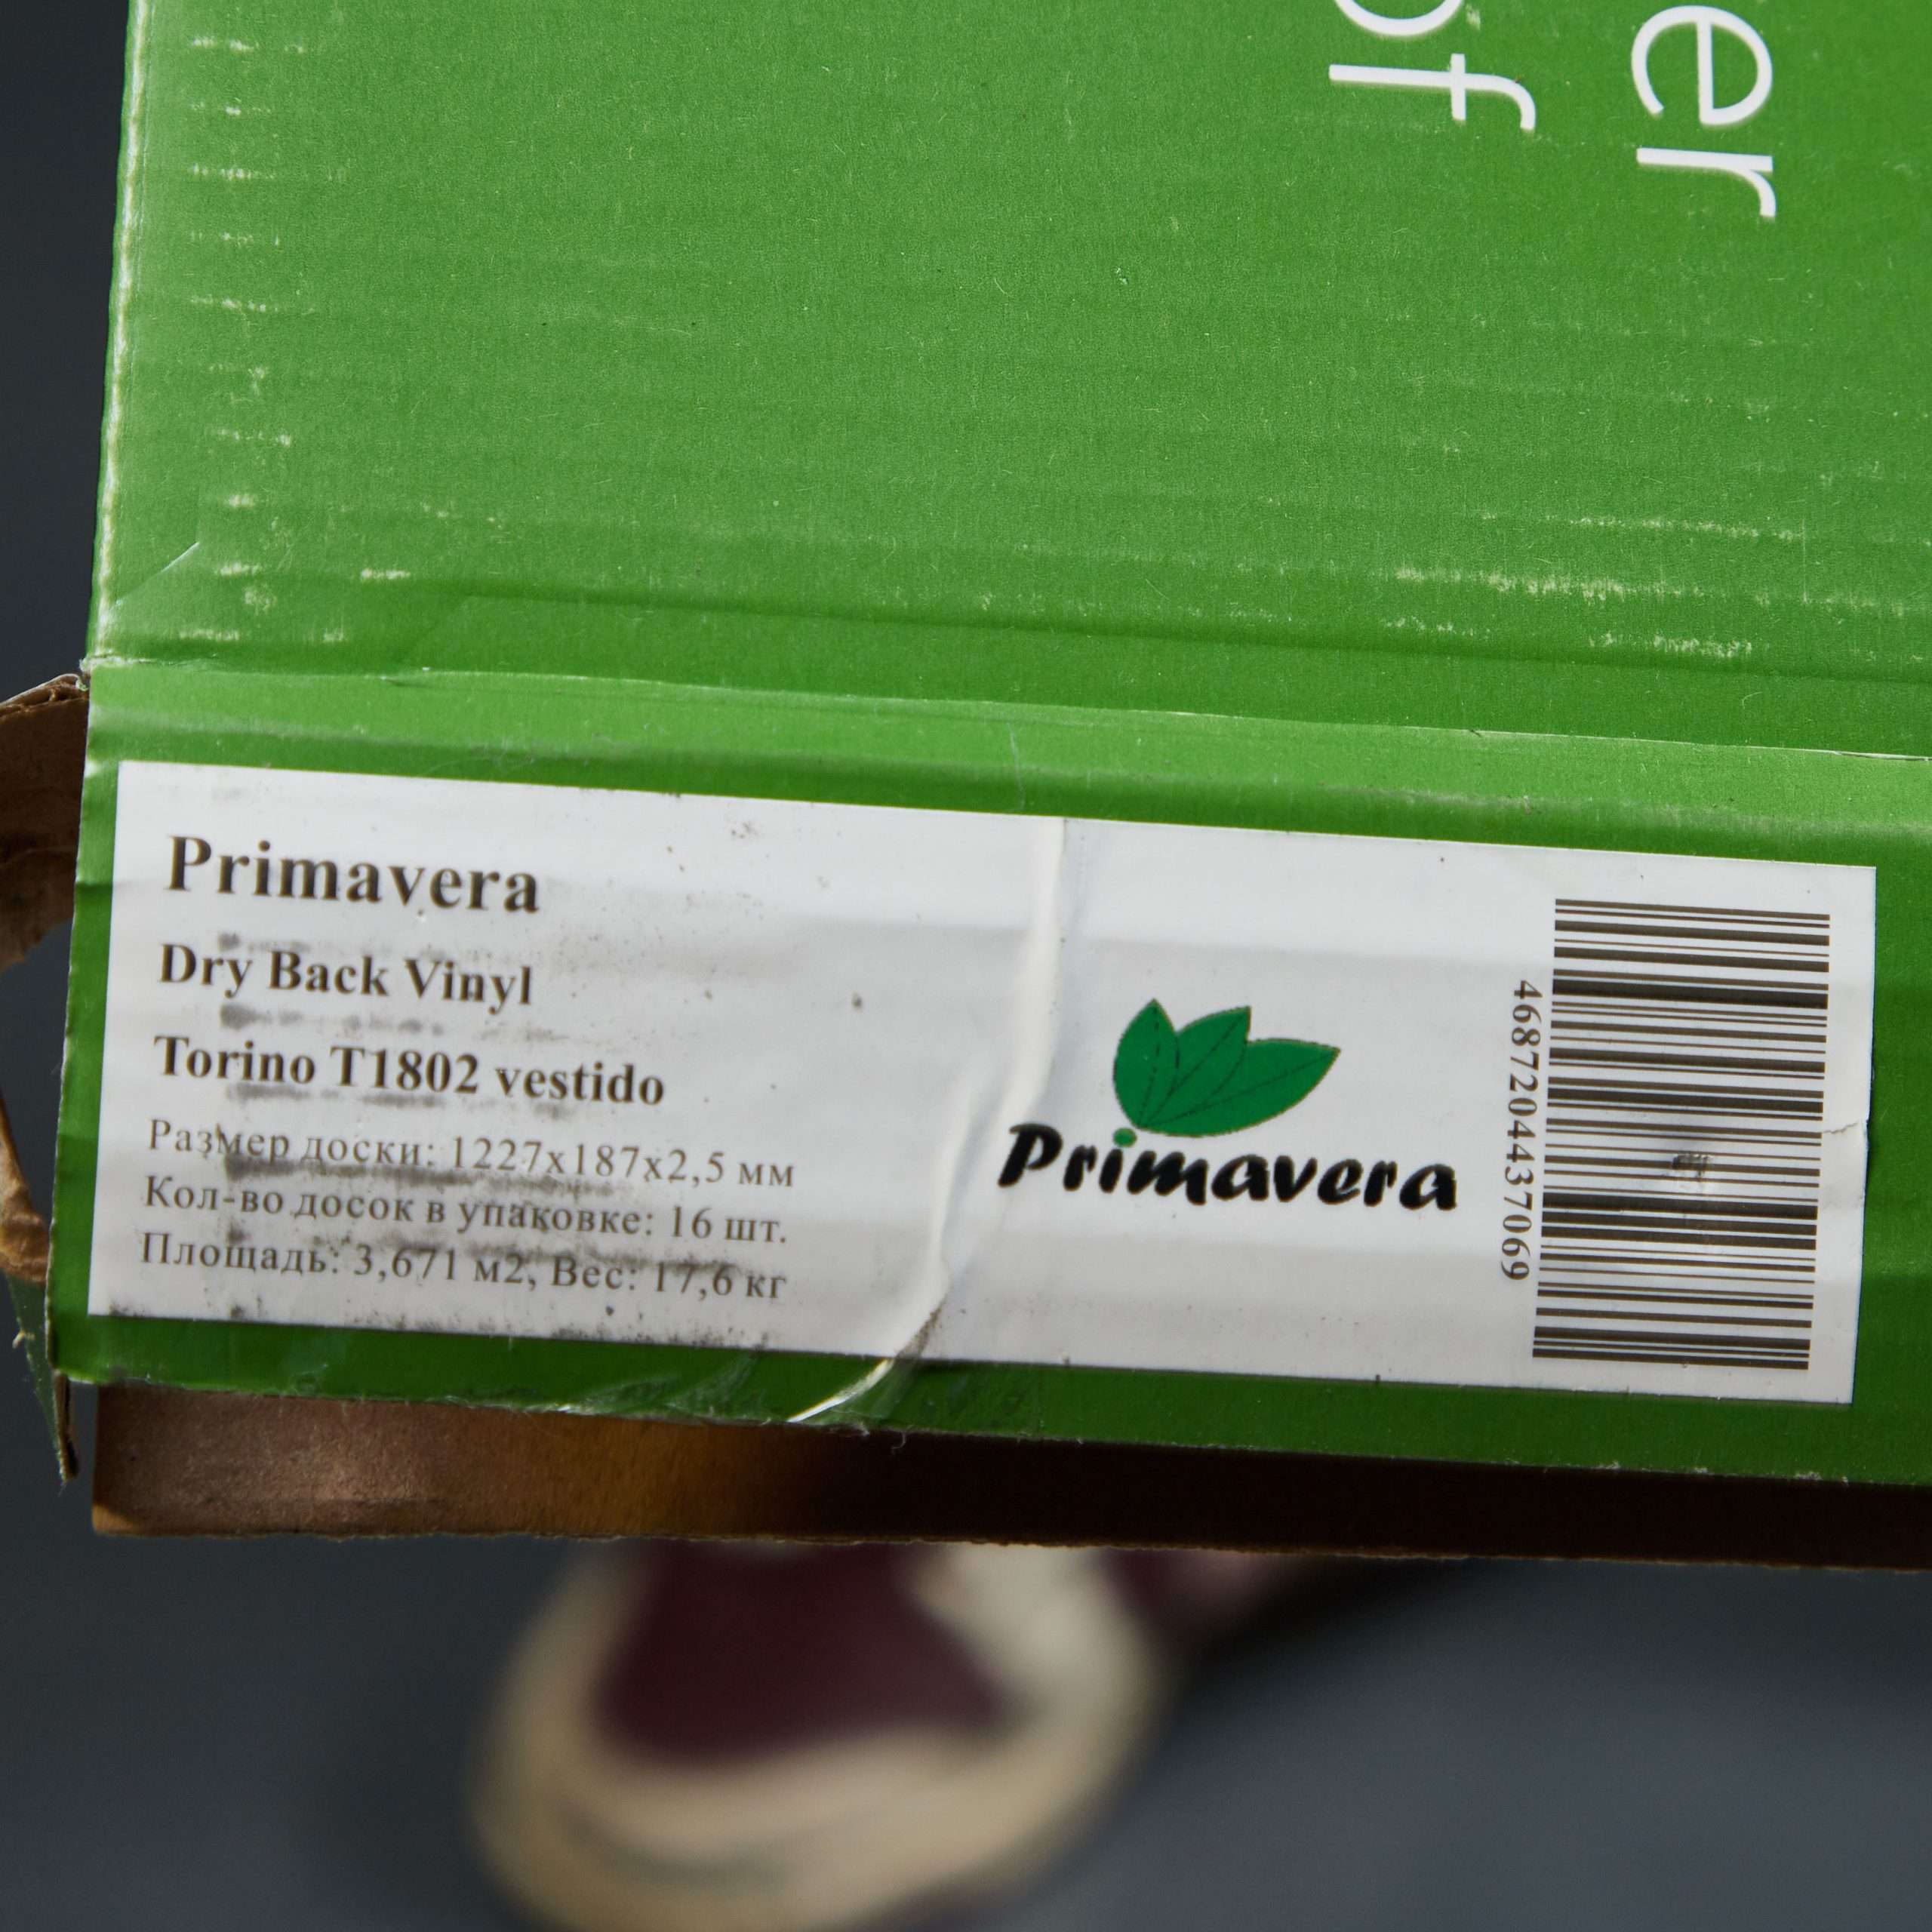 er
of
Primavera
Dry Back Vinyl
Torino T1802 vestido
Размер доски: 1227x187x2,5 мм
Кол-во досок в упаковке: 16 шт.
Площадь: 3,671 м2, Вес: 17,6 кг
Primavera
4687204437069